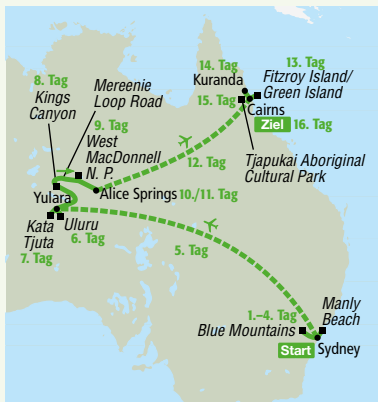 14. Tag
13. Tag
Kuranda
Fitzroy Island/
Green Island
15. Tag
Cairns
Ziel 16. Tag
Tjapukai Aboriginal
Cultural Park
8. Tag
Kings
Canyon
Mereenie
Loop Road
9. Tag
West
MacDonnell
N. P.
12. Tag
Alice Springs 10./11. Tag
Yulara
Kata
Tjuta
Uluru
6. Tag
7. Tag
5. Tag
1.–4. Tag
Manly
Beach
Blue Mountains
Start Sydney